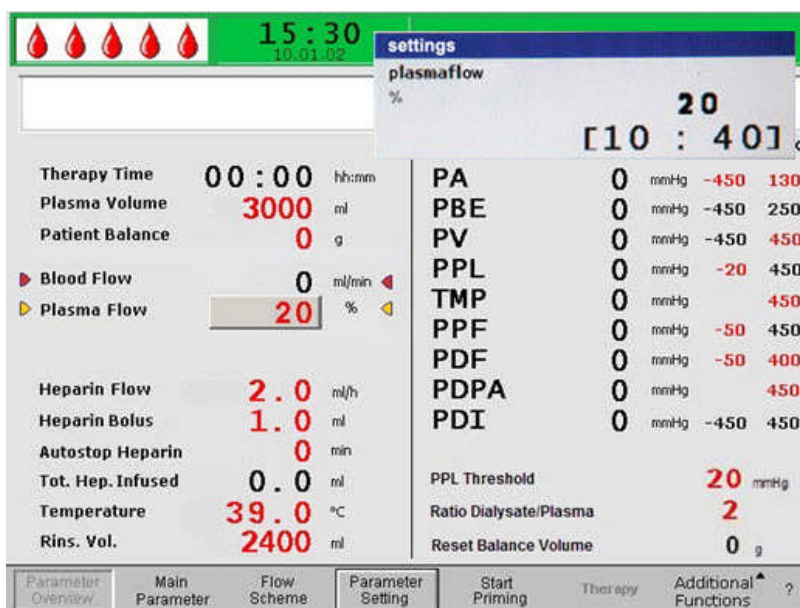 15:30
10.01.02
settings
plasmaflow
%
20
[10 : 40]
Therapy Time 00:00 hh:mm
Plasma Volume 3000 ml
Patient Balance 0 g
Blood Flow 0 ml/min
Plasma Flow 20 %
Heparin Flow 2.0 ml/h
Heparin Bolus 1.0 ml
Autostop Heparin 0 min
Tot. Hep. Infused 0.0 ml
Temperature 39.0 °C
Rins. Vol. 2400 ml
PA 0 mmHg -450 130
PBE 0 mmHg -450 250
PV 0 mmHg -450 450
PPL 0 mmHg -20 450
TMP 0 mmHg 450
PPF 0 mmHg -50 450
PDF 0 mmHg -50 400
PDPA 0 mmHg 450
PDI 0 mmHg -450 450
PPL Threshold 20 mmHg
Ratio Dialysate/Plasma 2
Reset Balance Volume 0 g
Parameter Overview
Main Parameter
Flow Scheme
Parameter Setting
Start Priming
Therapy
Additional Functions
?